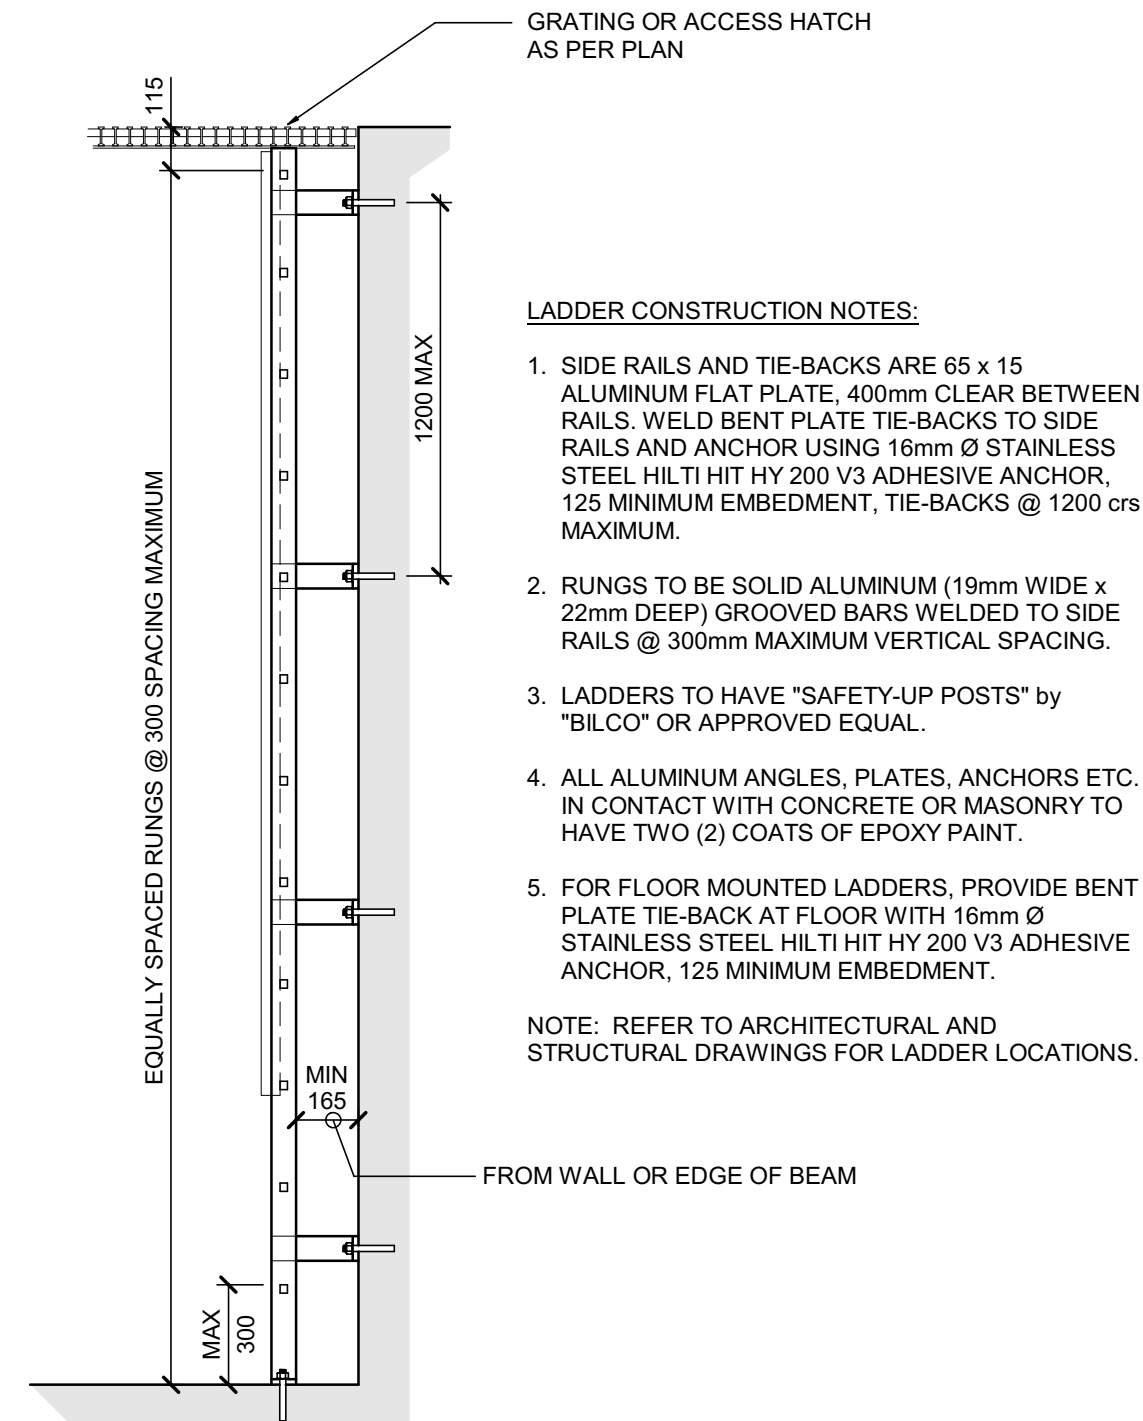 GRATING OR ACCESS HATCH
AS PER PLAN
115
1200 MAX
EQUALLY SPACED RUNGS @ 300 SPACING MAXIMUM
LADDER CONSTRUCTION NOTES:
1. SIDE RAILS AND TIE-BACKS ARE 65 x 15
ALUMINUM FLAT PLATE, 400mm CLEAR BETWEEN
RAILS. WELD BENT PLATE TIE-BACKS TO SIDE
RAILS AND ANCHOR USING 16mm Ø STAINLESS
STEEL HILTI HIT HY 200 V3 ADHESIVE ANCHOR,
125 MINIMUM EMBEDMENT, TIE-BACKS @ 1200 crs
MAXIMUM.
2. RUNGS TO BE SOLID ALUMINUM (19mm WIDE x
22mm DEEP) GROOVED BARS WELDED TO SIDE
RAILS @ 300mm MAXIMUM VERTICAL SPACING.
3. LADDERS TO HAVE "SAFETY-UP POSTS" by
"BILCO" OR APPROVED EQUAL.
4. ALL ALUMINUM ANGLES, PLATES, ANCHORS ETC.
IN CONTACT WITH CONCRETE OR MASONRY TO
HAVE TWO (2) COATS OF EPOXY PAINT.
5. FOR FLOOR MOUNTED LADDERS, PROVIDE BENT
PLATE TIE-BACK AT FLOOR WITH 16mm Ø
STAINLESS STEEL HILTI HIT HY 200 V3 ADHESIVE
ANCHOR, 125 MINIMUM EMBEDMENT.
NOTE: REFER TO ARCHITECTURAL AND
STRUCTURAL DRAWINGS FOR LADDER LOCATIONS.
MIN
165
FROM WALL OR EDGE OF BEAM
MAX
300